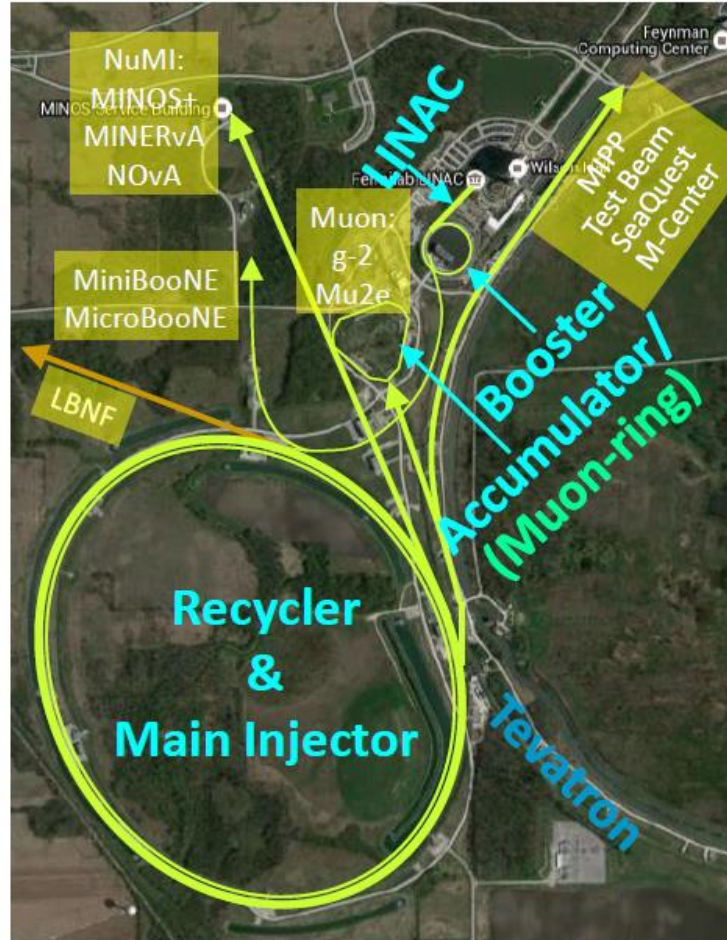 Feynman
Computing Center
NuMI:
MINOS+
MINERvA
NOvA
MINOS Service Building
LINAC
Fermilab LINAC
Wilson
MIPP
Test Beam
SeaQuest
M-Center
Muon:
g-2
Mu2e
MiniBooNE
MicroBooNE
LBNF
Booster
Accumulator/
(Muon-ring)
Recycler
&
Main Injector
Tevatron